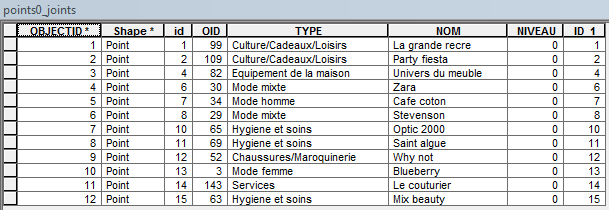 points0_joints
OBJECTID * Shape * id OID TYPE NOM NIVEAU ID_1
1 Point 1 99 Culture/Cadeaux/Loisirs La grande recre 0 1
2 Point 2 109 Culture/Cadeaux/Loisirs Party fiesta 0 2
3 Point 4 82 Equipement de la maison Univers du meuble 0 4
4 Point 6 30 Mode mixte Zara 0 6
5 Point 7 34 Mode homme Cafe coton 0 7
6 Point 8 29 Mode mixte Stevenson 0 8
7 Point 10 65 Hygiene et soins Optic 2000 0 10
8 Point 11 69 Hygiene et soins Saint algue 0 11
9 Point 12 52 Chaussures/Maroquinerie Why not 0 12
10 Point 13 3 Mode femme Blueberry 0 13
11 Point 14 143 Services Le couturier 0 14
12 Point 15 63 Hygiene et soins Mix beauty 0 15